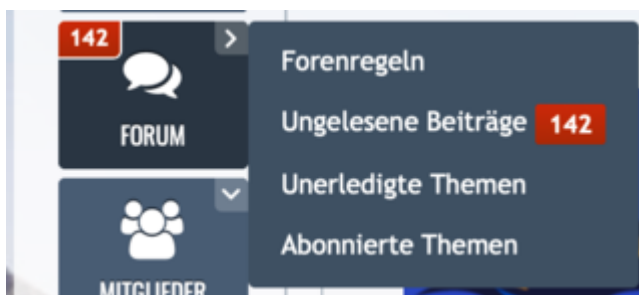 142
FORUM
Forenregeln
Ungelesene Beiträge 142
Unerledigte Themen
Abonnierte Themen
MITGLIEDER